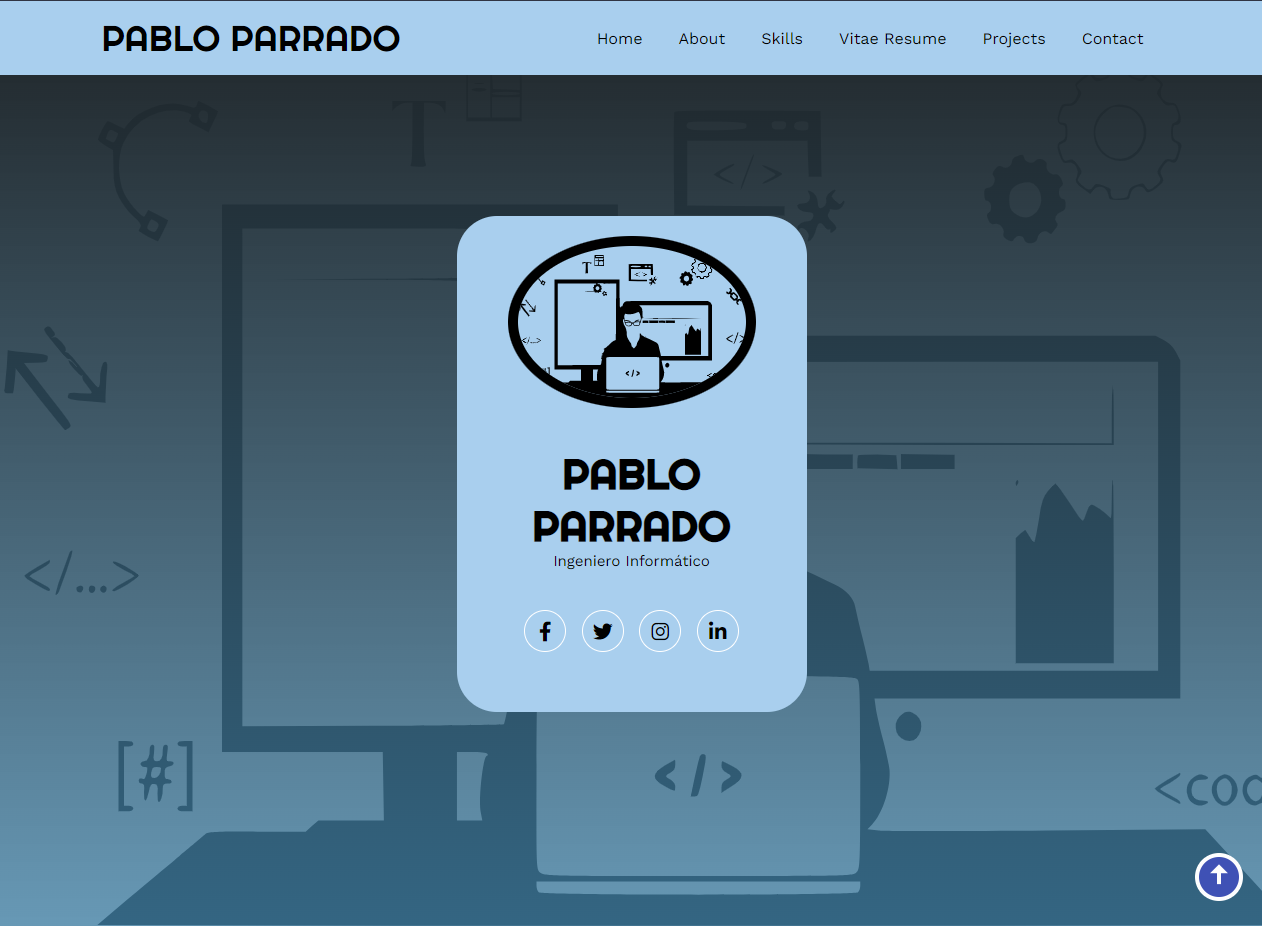 PABLO PARRADO
Home About Skills Vitae Resume Projects Contact
T
</>
</>
T
</>
</...>
</>
</>
PABLO
PARRADO
Ingeniero Informático
</...>
[#]
</>
<coo